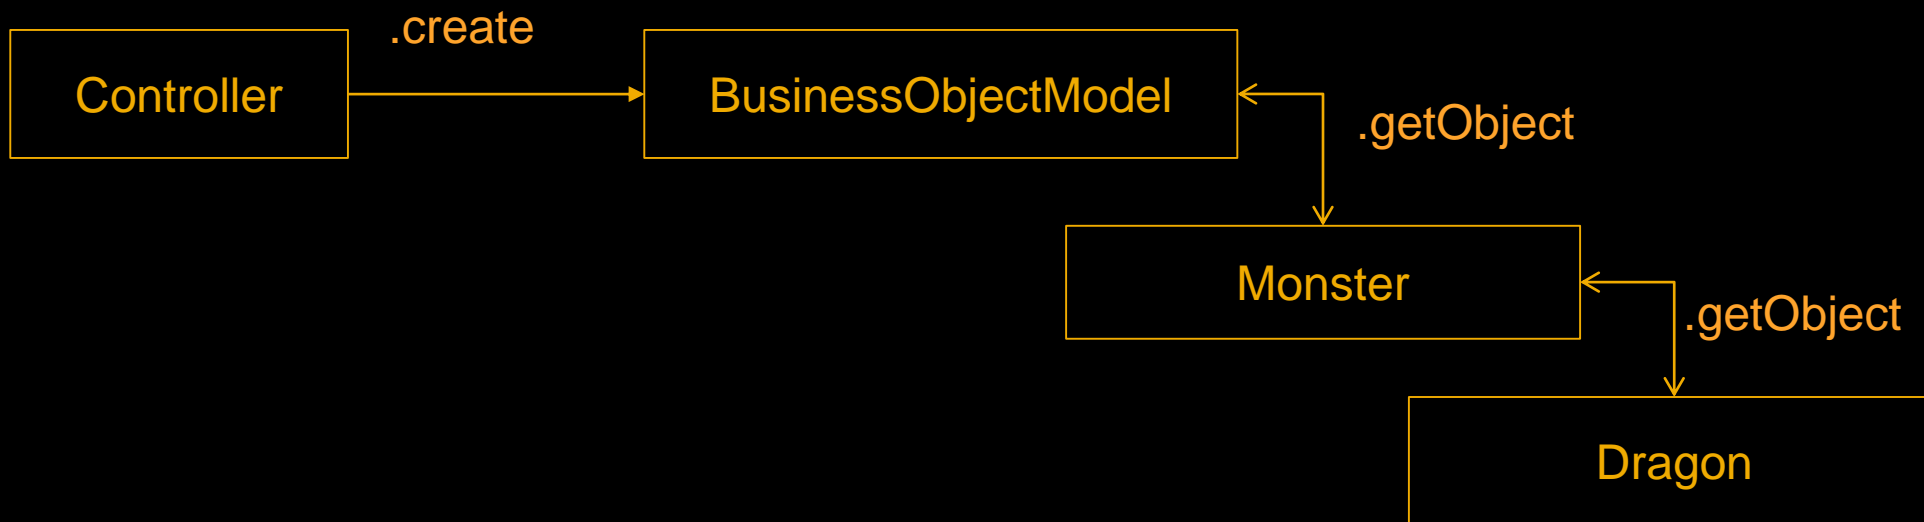 .create
Controller
BusinessObjectModel
.getObject
Monster
.getObject
Dragon